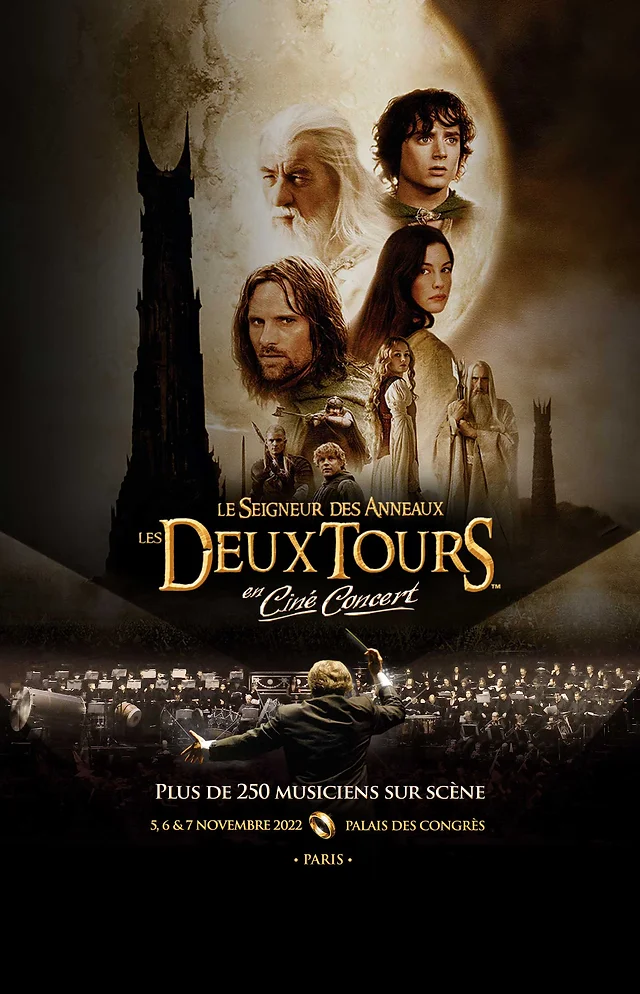 LE SEIGNEUR DES ANNEAUX
LES DEUX TOURS™
en Ciné Concert
PLUS DE 250 MUSICIENS SUR SCÈNE
5, 6 & 7 NOVEMBRE 2022 PALAIS DES CONGRÈS
• PARIS •